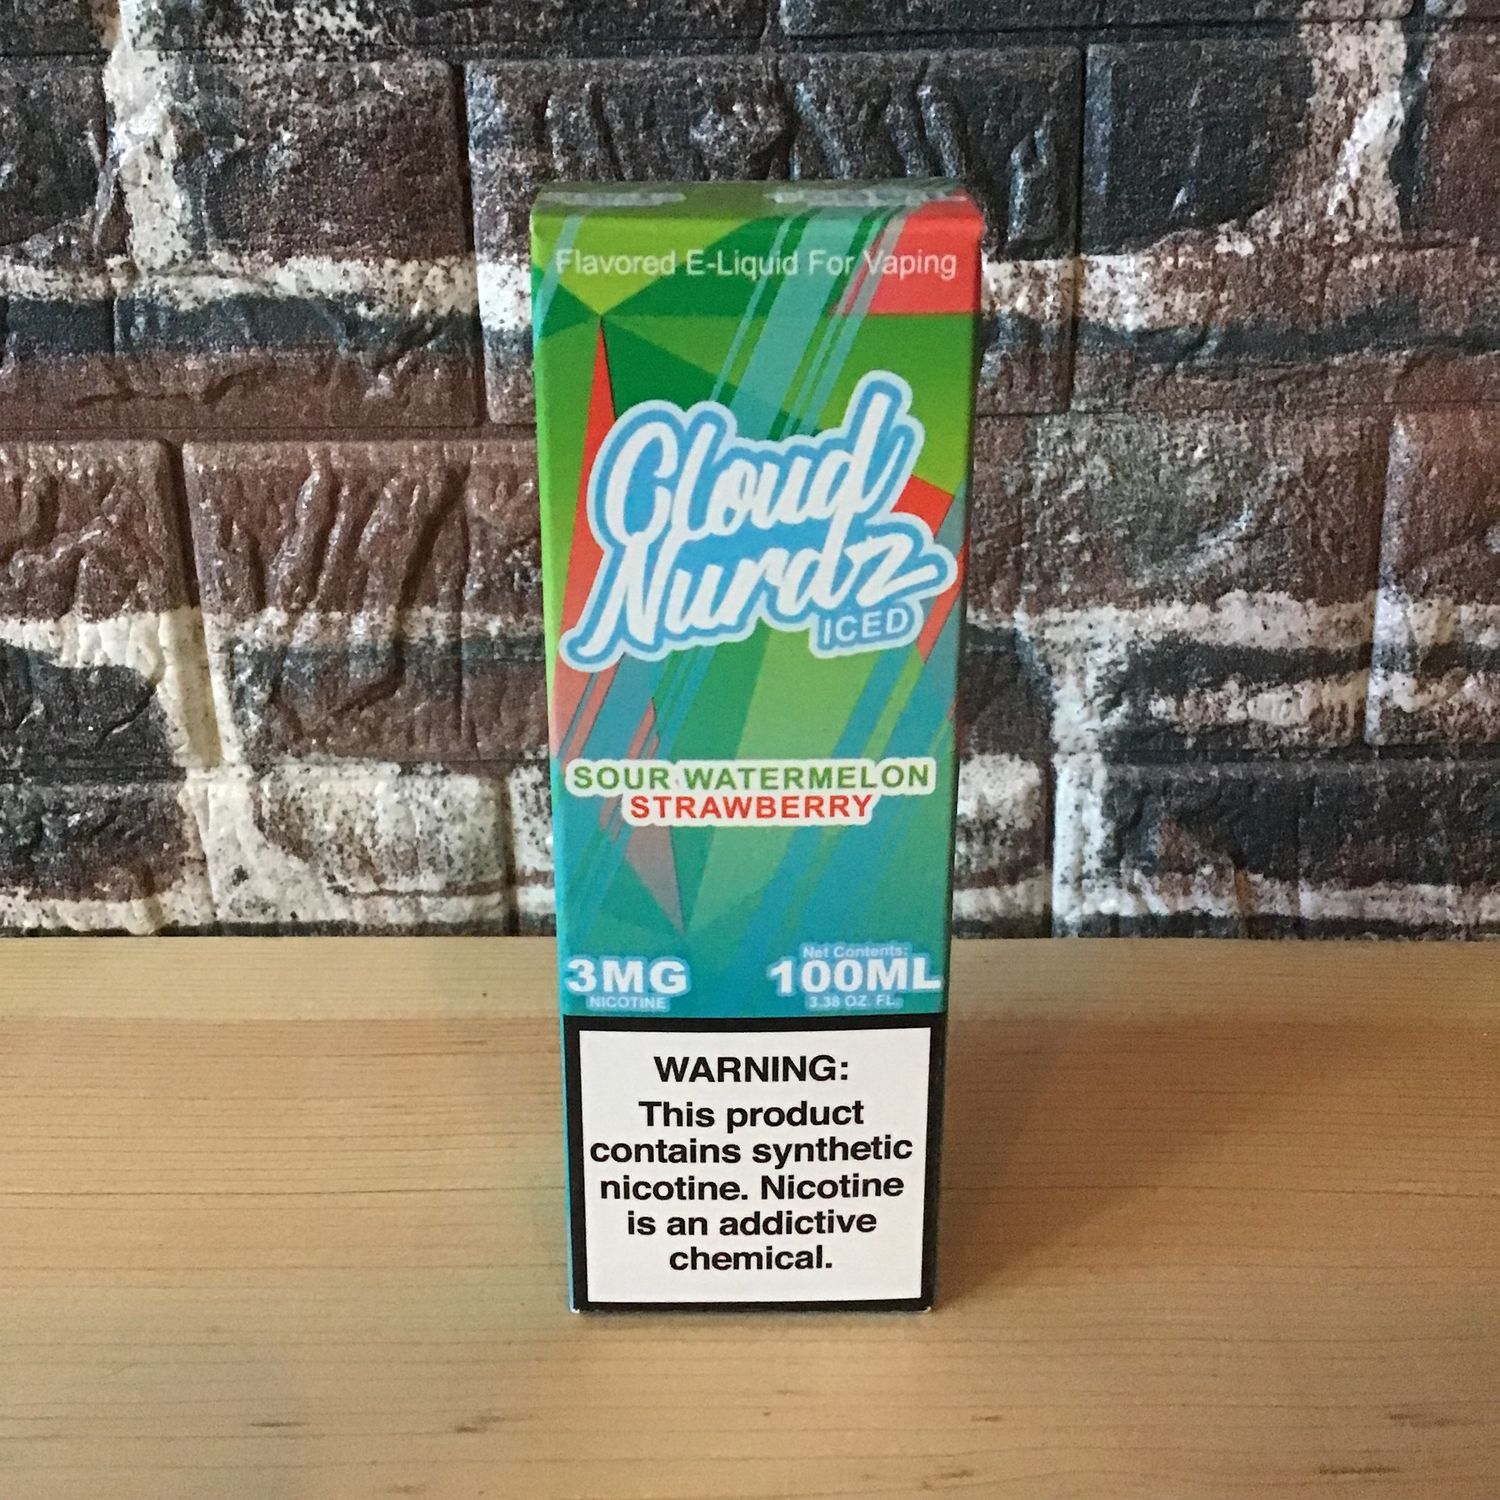 Flavored E-Liquid For Vaping
Cloud
Nurdz
ICED
SOUR WATERMELON
STRAWBERRY
3MG
NICOTINE
Net Contents:
100ML
3.38 OZ. FL.
WARNING:
This product
contains synthetic
nicotine. Nicotine
is an addictive
chemical.